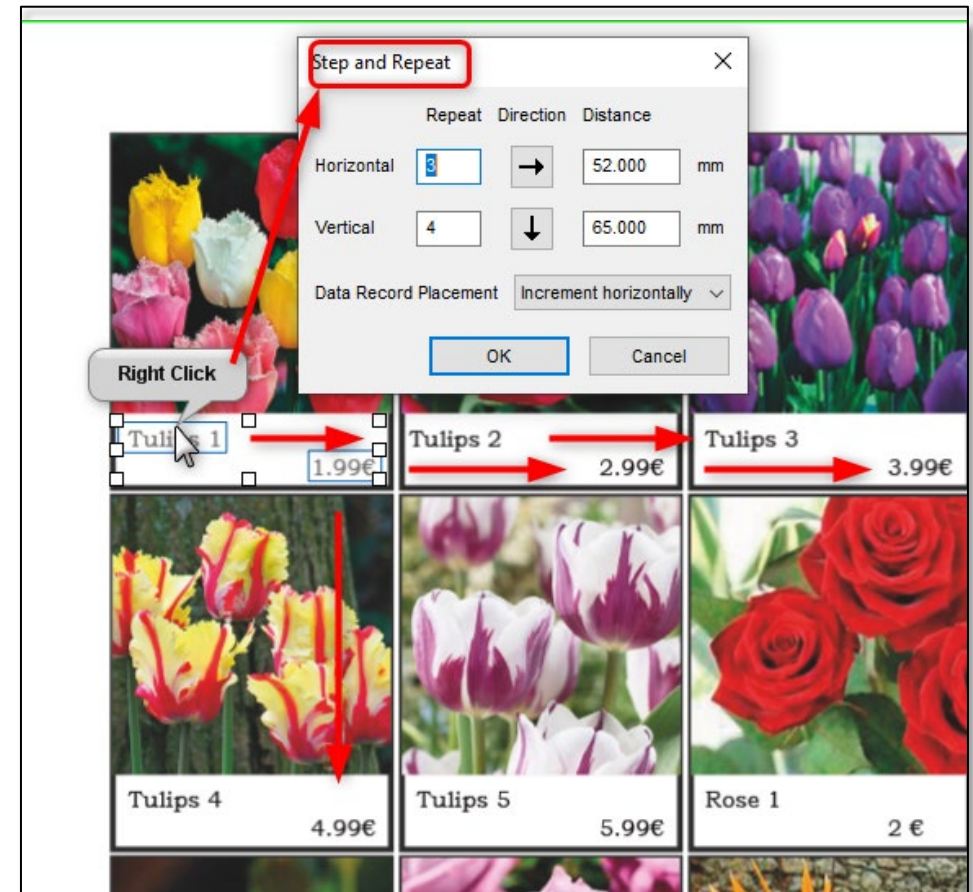 Step and Repeat
Repeat Direction Distance
Horizontal 3 52.000 mm
Vertical 4 65.000 mm
Data Record Placement Increment horizontally
OK Cancel
Right Click
Tulips 1
1.99€
Tulips 2
2.99€
Tulips 3
3.99€
Tulips 4
4.99€
Tulips 5
5.99€
Rose 1
2 €